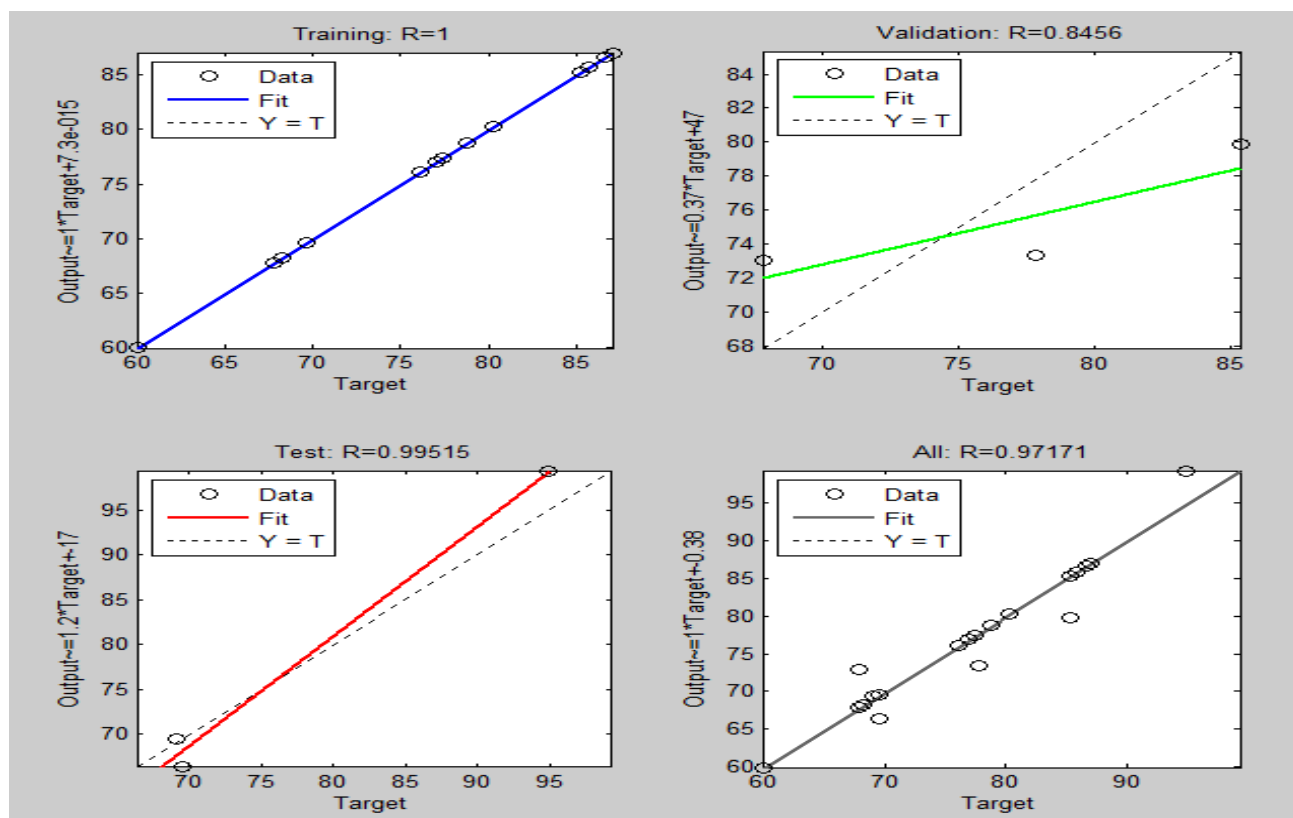 Training: R=1
Output~=1*Target+7.3e-015
85
80
75
70
65
60
Data
Fit
Y = T
60
65
70
75
80
85
Target
Validation: R=0.8456
Output~=0.37*Target+47
84
82
80
78
76
74
72
70
68
Data
Fit
Y = T
70
75
80
85
Target
Test: R=0.99515
Output~=1.2*Target+-17
95
90
85
80
75
70
Data
Fit
Y = T
70
75
80
85
90
95
Target
All: R=0.97171
Output~=1*Target+-0.38
95
90
85
80
75
70
65
60
Data
Fit
Y = T
60
70
80
90
Target